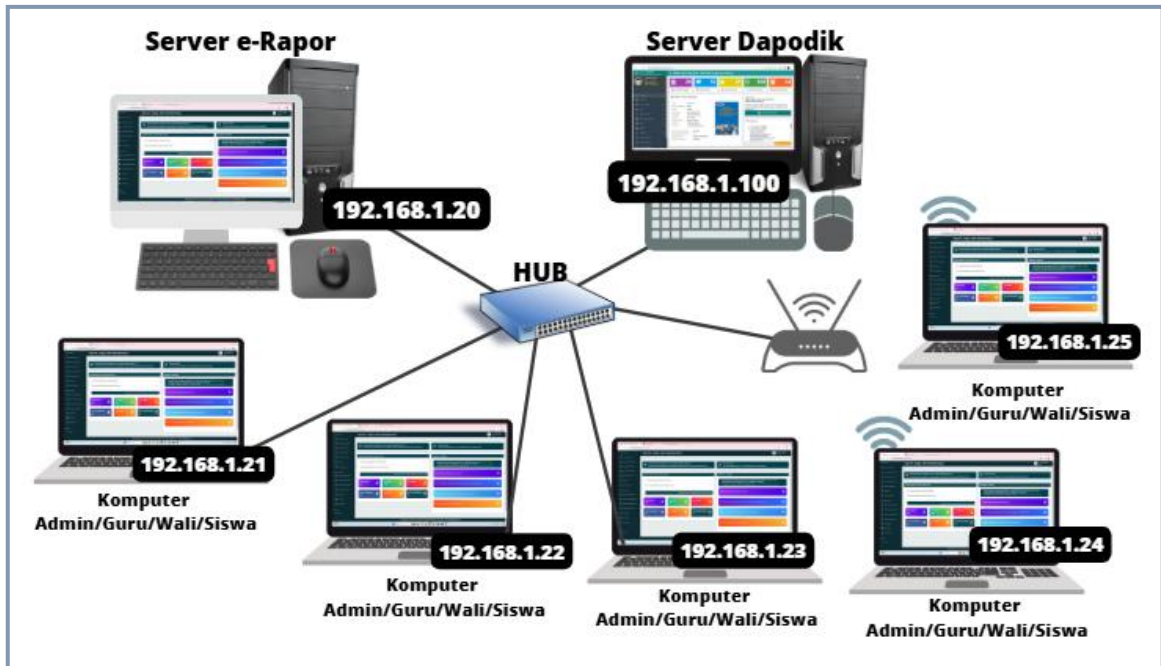 Server e-Rapor
Server Dapodik
192.168.1.20
192.168.1.100
HUB
192.168.1.25
Komputer
Admin/Guru/Wali/Siswa
192.168.1.21
Komputer
Admin/Guru/Wali/Siswa
192.168.1.22
Komputer
Admin/Guru/Wali/Siswa
192.168.1.23
Komputer
Admin/Guru/Wali/Siswa
192.168.1.24
Komputer
Admin/Guru/Wali/Siswa